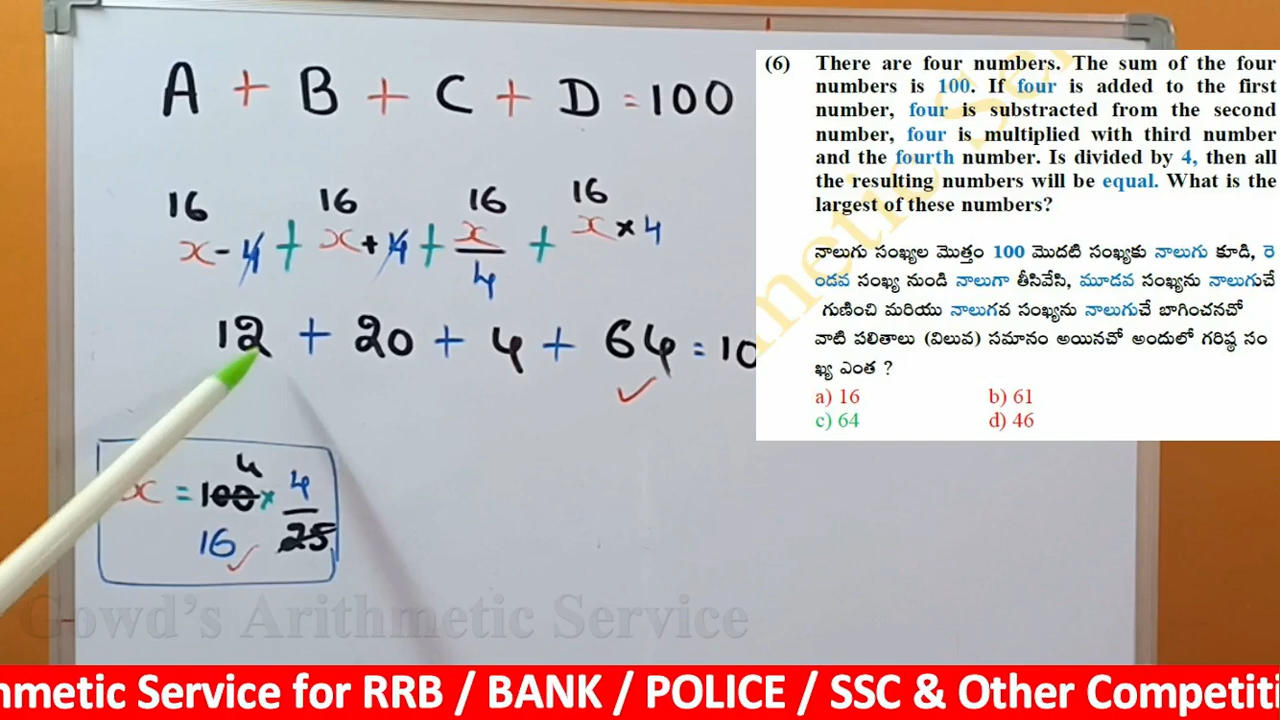 A + B + C + D = 100
16 16 16 16
x - 4 + x + 4 + x/4 + x × 4
12 + 20 + 4 + 64 = 10
4
x = 100 × 4/25
16
(6) There are four numbers. The sum of the four
numbers is 100. If four is added to the first
number, four is substracted from the second
number, four is multiplied with third number
and the fourth number. Is divided by 4, then all
the resulting numbers will be equal. What is the
largest of these numbers?
నాలుగు సంఖ్యల మొత్తం 100 మొదటి సంఖ్యకు నాలుగు కూడి, రె
ండవ సంఖ్య నుండి నాలుగా తీసివేసి, మూడవ సంఖ్యను నాలుగుచే
గుణించి మరియు నాలుగవ సంఖ్యను నాలుగుచే బాగించనచో
వాటి పలితాలు (విలువ) సమానం అయినచో అందులో గరిష్ఠ సం
ఖ్య ఎంత ?
a) 16 b) 61
c) 64 d) 46
Gowd's Arithmetic Service
hmetic Service for RRB / BANK / POLICE / SSC & Other Competiti